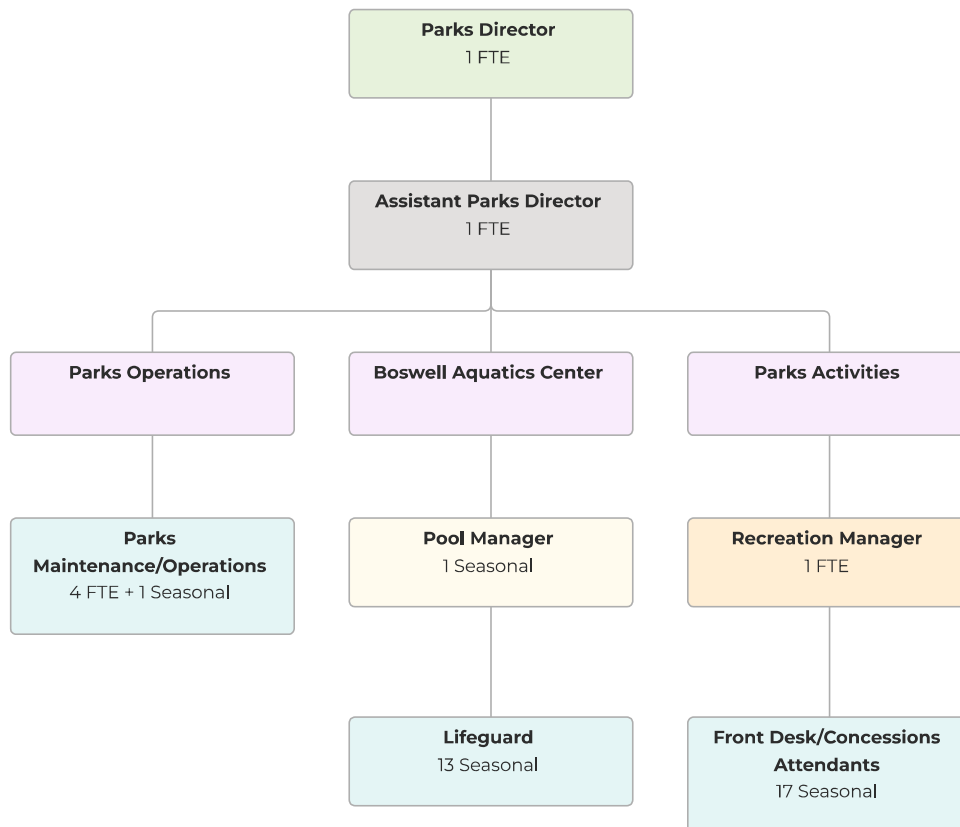 Parks Director
1 FTE
Assistant Parks Director
1 FTE
Parks Operations
Boswell Aquatics Center
Parks Activities
Parks
Maintenance/Operations
4 FTE + 1 Seasonal
Pool Manager
1 Seasonal
Recreation Manager
1 FTE
Lifeguard
13 Seasonal
Front Desk/Concessions
Attendants
17 Seasonal